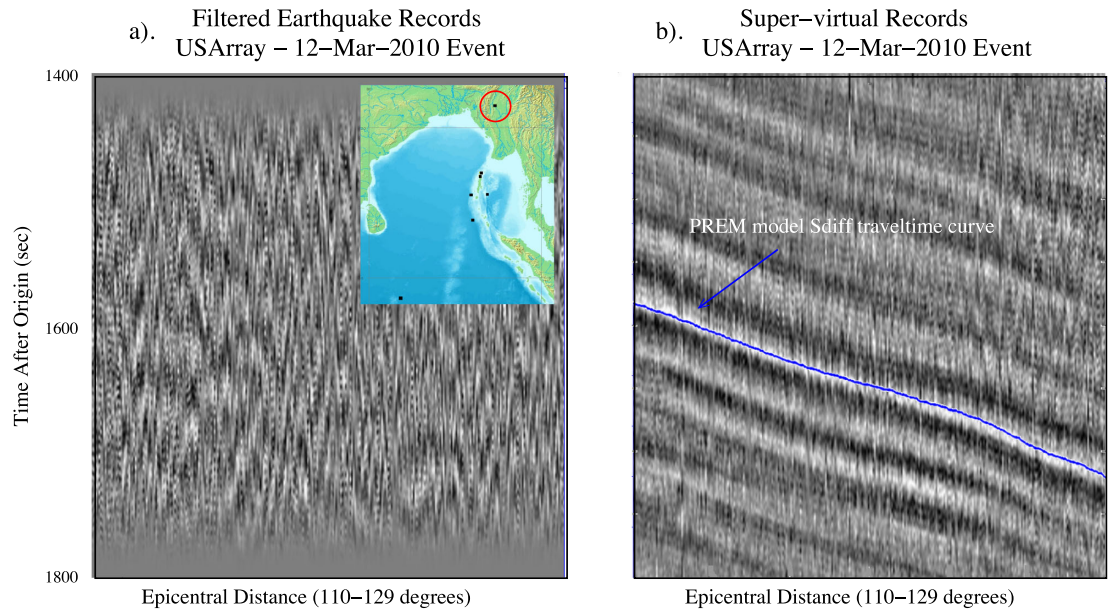 a).
Filtered Earthquake Records
USArray − 12−Mar−2010 Event
b).
Super−virtual Records
USArray − 12−Mar−2010 Event
1400
1600
1800
Time After Origin (sec)
PREM model Sdiff traveltime curve
Epicentral Distance (110−129 degrees)
Epicentral Distance (110−129 degrees)